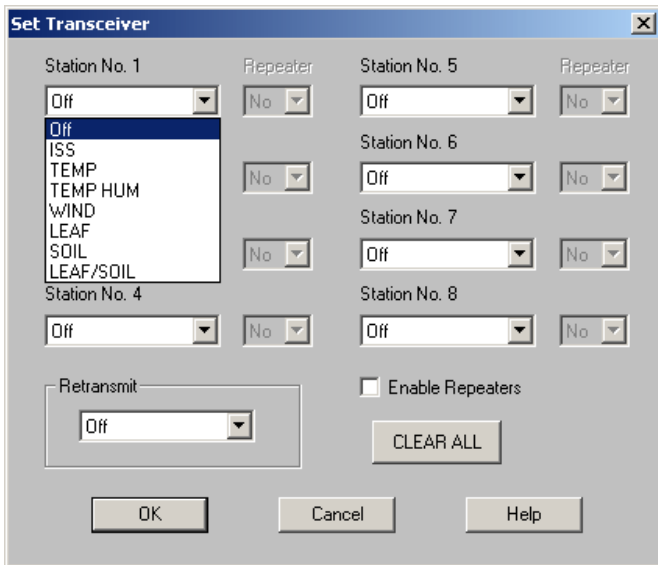 Set Transceiver
Station No. 1 Repeater Station No. 5 Repeater
Off No Off No
Off
ISS
TEMP
TEMP HUM
WIND
LEAF
SOIL
LEAF/SOIL
Station No. 6
No Off No
Station No. 7
No Off No
Station No. 4 Station No. 8
Off No Off No
Retransmit
Off
Enable Repeaters
CLEAR ALL
OK Cancel Help